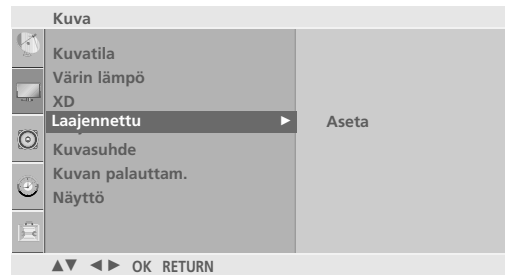 Kuva
Kuvatila
Värin lämpö
XD
Laajennettu ► Aseta
Kuvasuhde
Kuvan palauttam.
Näyttö
▲▼ ◄► OK RETURN